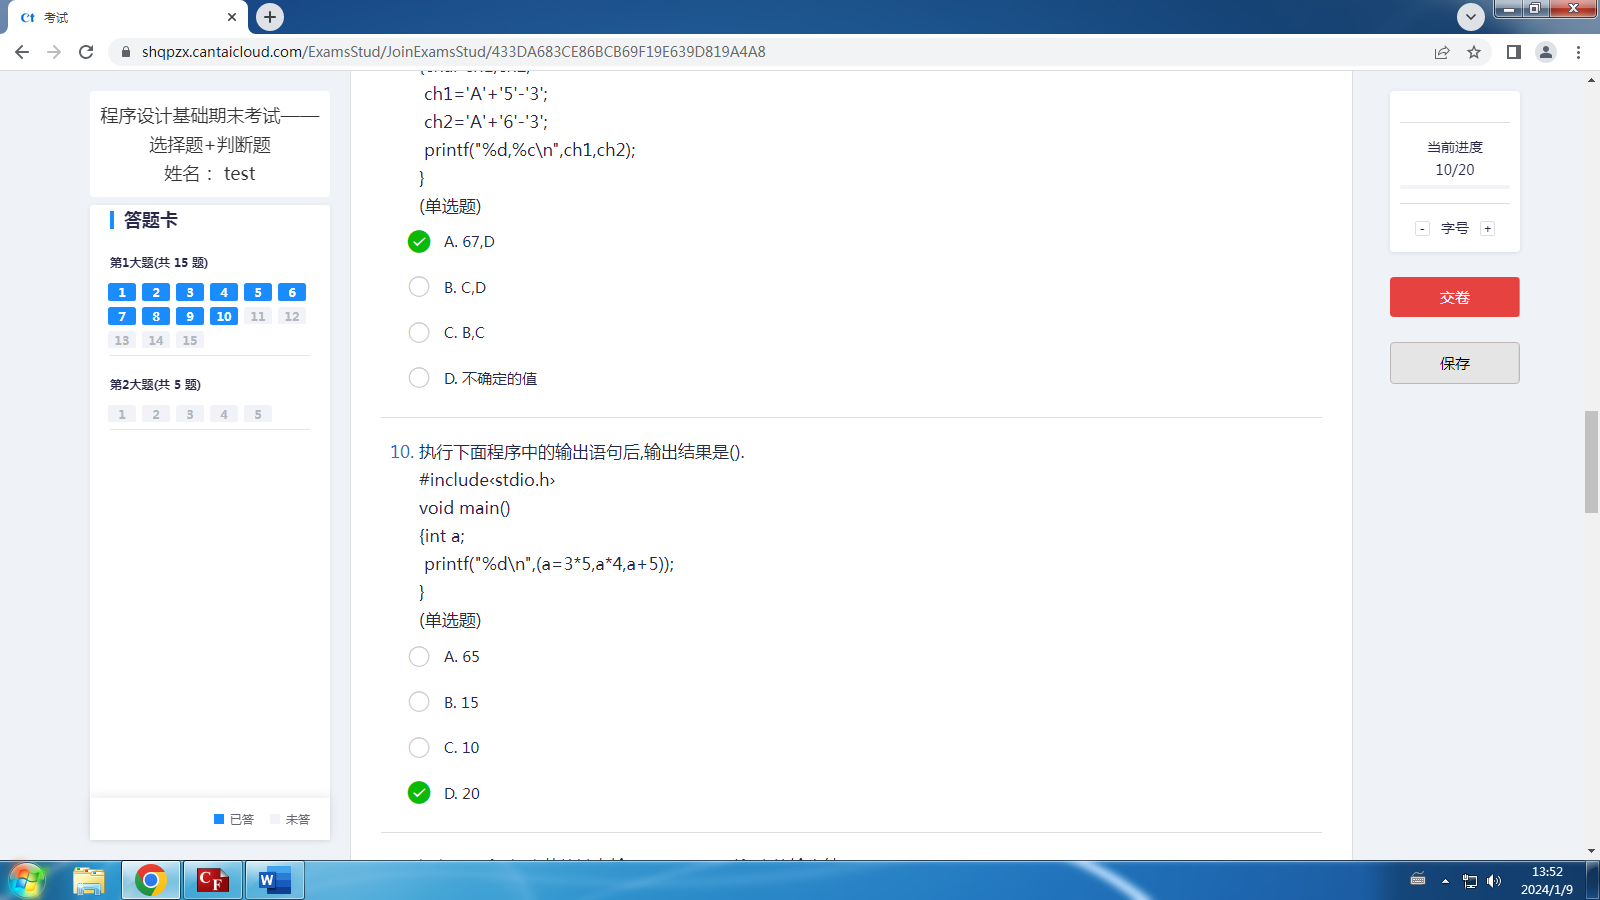 考试
shqpzx.cantaicloud.com/ExamsStud/JoinExamsStud/433DA683CE86BCB69F19E639D819A4A8
程序设计基础期末考试——
选择题+判断题
姓名： test
答题卡
第1大题(共 15 题)
1 2 3 4 5 6
7 8 9 10 11 12
13 14 15
第2大题(共 5 题)
1 2 3 4 5
已答 未答
ch1='A'+'5'-'3';
ch2='A'+'6'-'3';
printf("%d,%c\n",ch1,ch2);
}
(单选题)
A. 67,D
B. C,D
C. B,C
D. 不确定的值
10. 执行下面程序中的输出语句后,输出结果是().
#include‹stdio.h›
void main()
{int a;
printf("%d\n",(a=3*5,a*4,a+5));
}
(单选题)
A. 65
B. 15
C. 10
D. 20
当前进度
10/20
- 字号 +
交卷
保存
13:52
2024/1/9